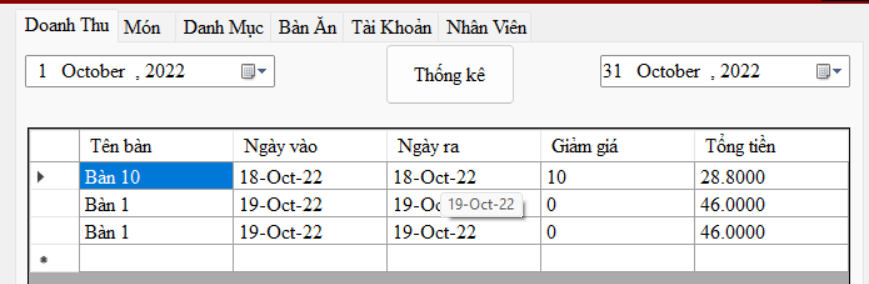 Doanh Thu Món Danh Mục Bàn Ăn Tài Khoản Nhân Viên
1 October , 2022 Thống kê 31 October , 2022
Tên bàn Ngày vào Ngày ra Giảm giá Tổng tiền
Bàn 10 18-Oct-22 18-Oct-22 10 28.8000
Bàn 1 19-Oct-22 19-Oc 19-Oct-22 0 46.0000
Bàn 1 19-Oct-22 19-Oct-22 0 46.0000